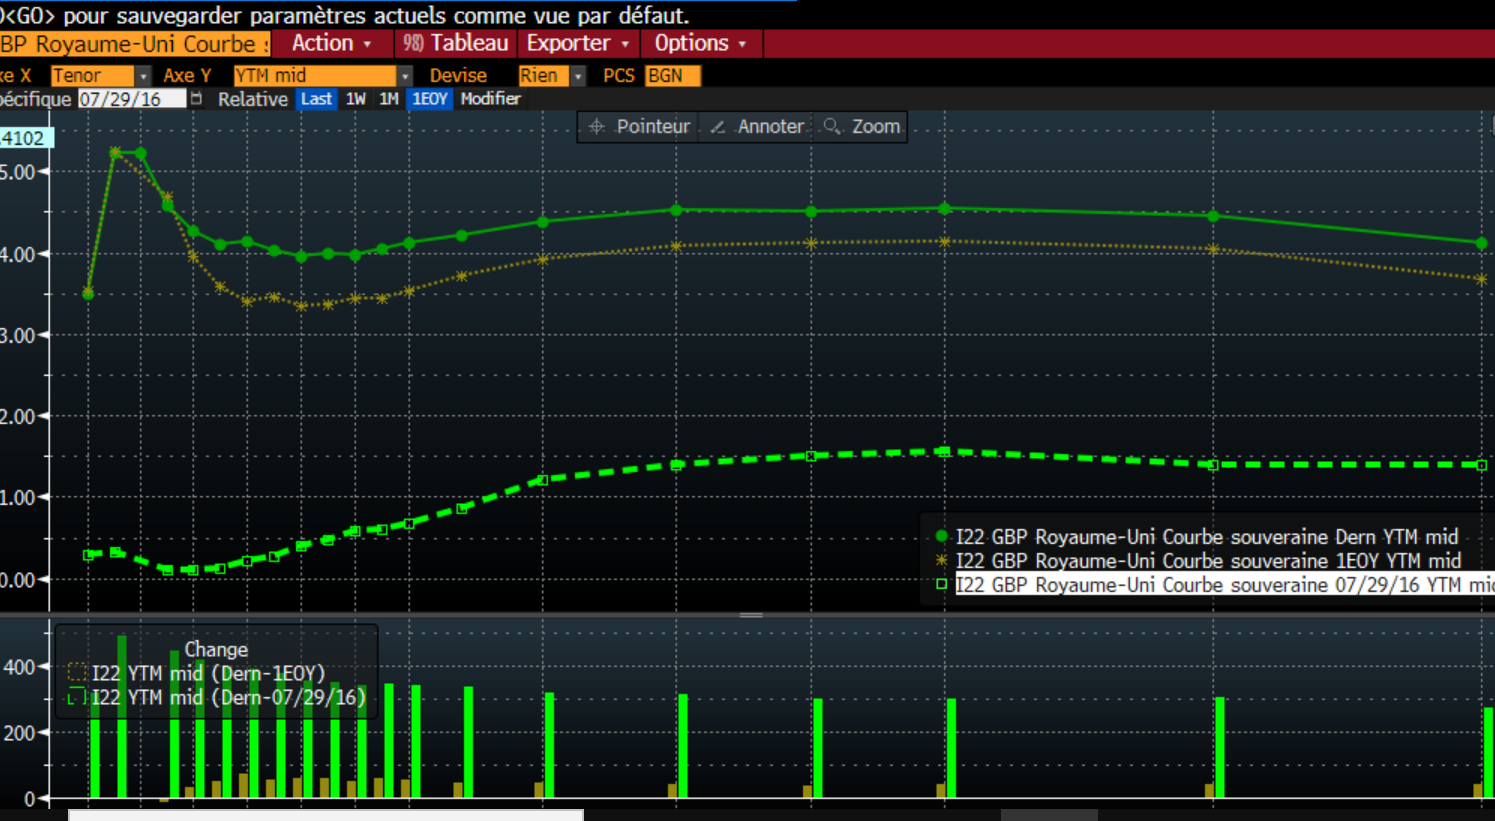 <GO> pour sauvegarder paramètres actuels comme vue par défaut.
BP Royaume-Uni Courbe Action 98) Tableau Exporter Options
Axe X Tenor Axe Y YTM mid Devise Rien PCS BGN
écifique 07/29/16 Relative Last 1W 1M 1EOY Modifier
Pointeur Annoter Zoom
.4102
5.00
4.00
3.00
2.00
1.00
0.00
I22 GBP Royaume-Uni Courbe souveraine Dern YTM mid
I22 GBP Royaume-Uni Courbe souveraine 1EOY YTM mid
I22 GBP Royaume-Uni Courbe souveraine 07/29/16 YTM mid
Change
I22 YTM mid (Dern-1EOY)
I22 YTM mid (Dern-07/29/16)
400
200
0